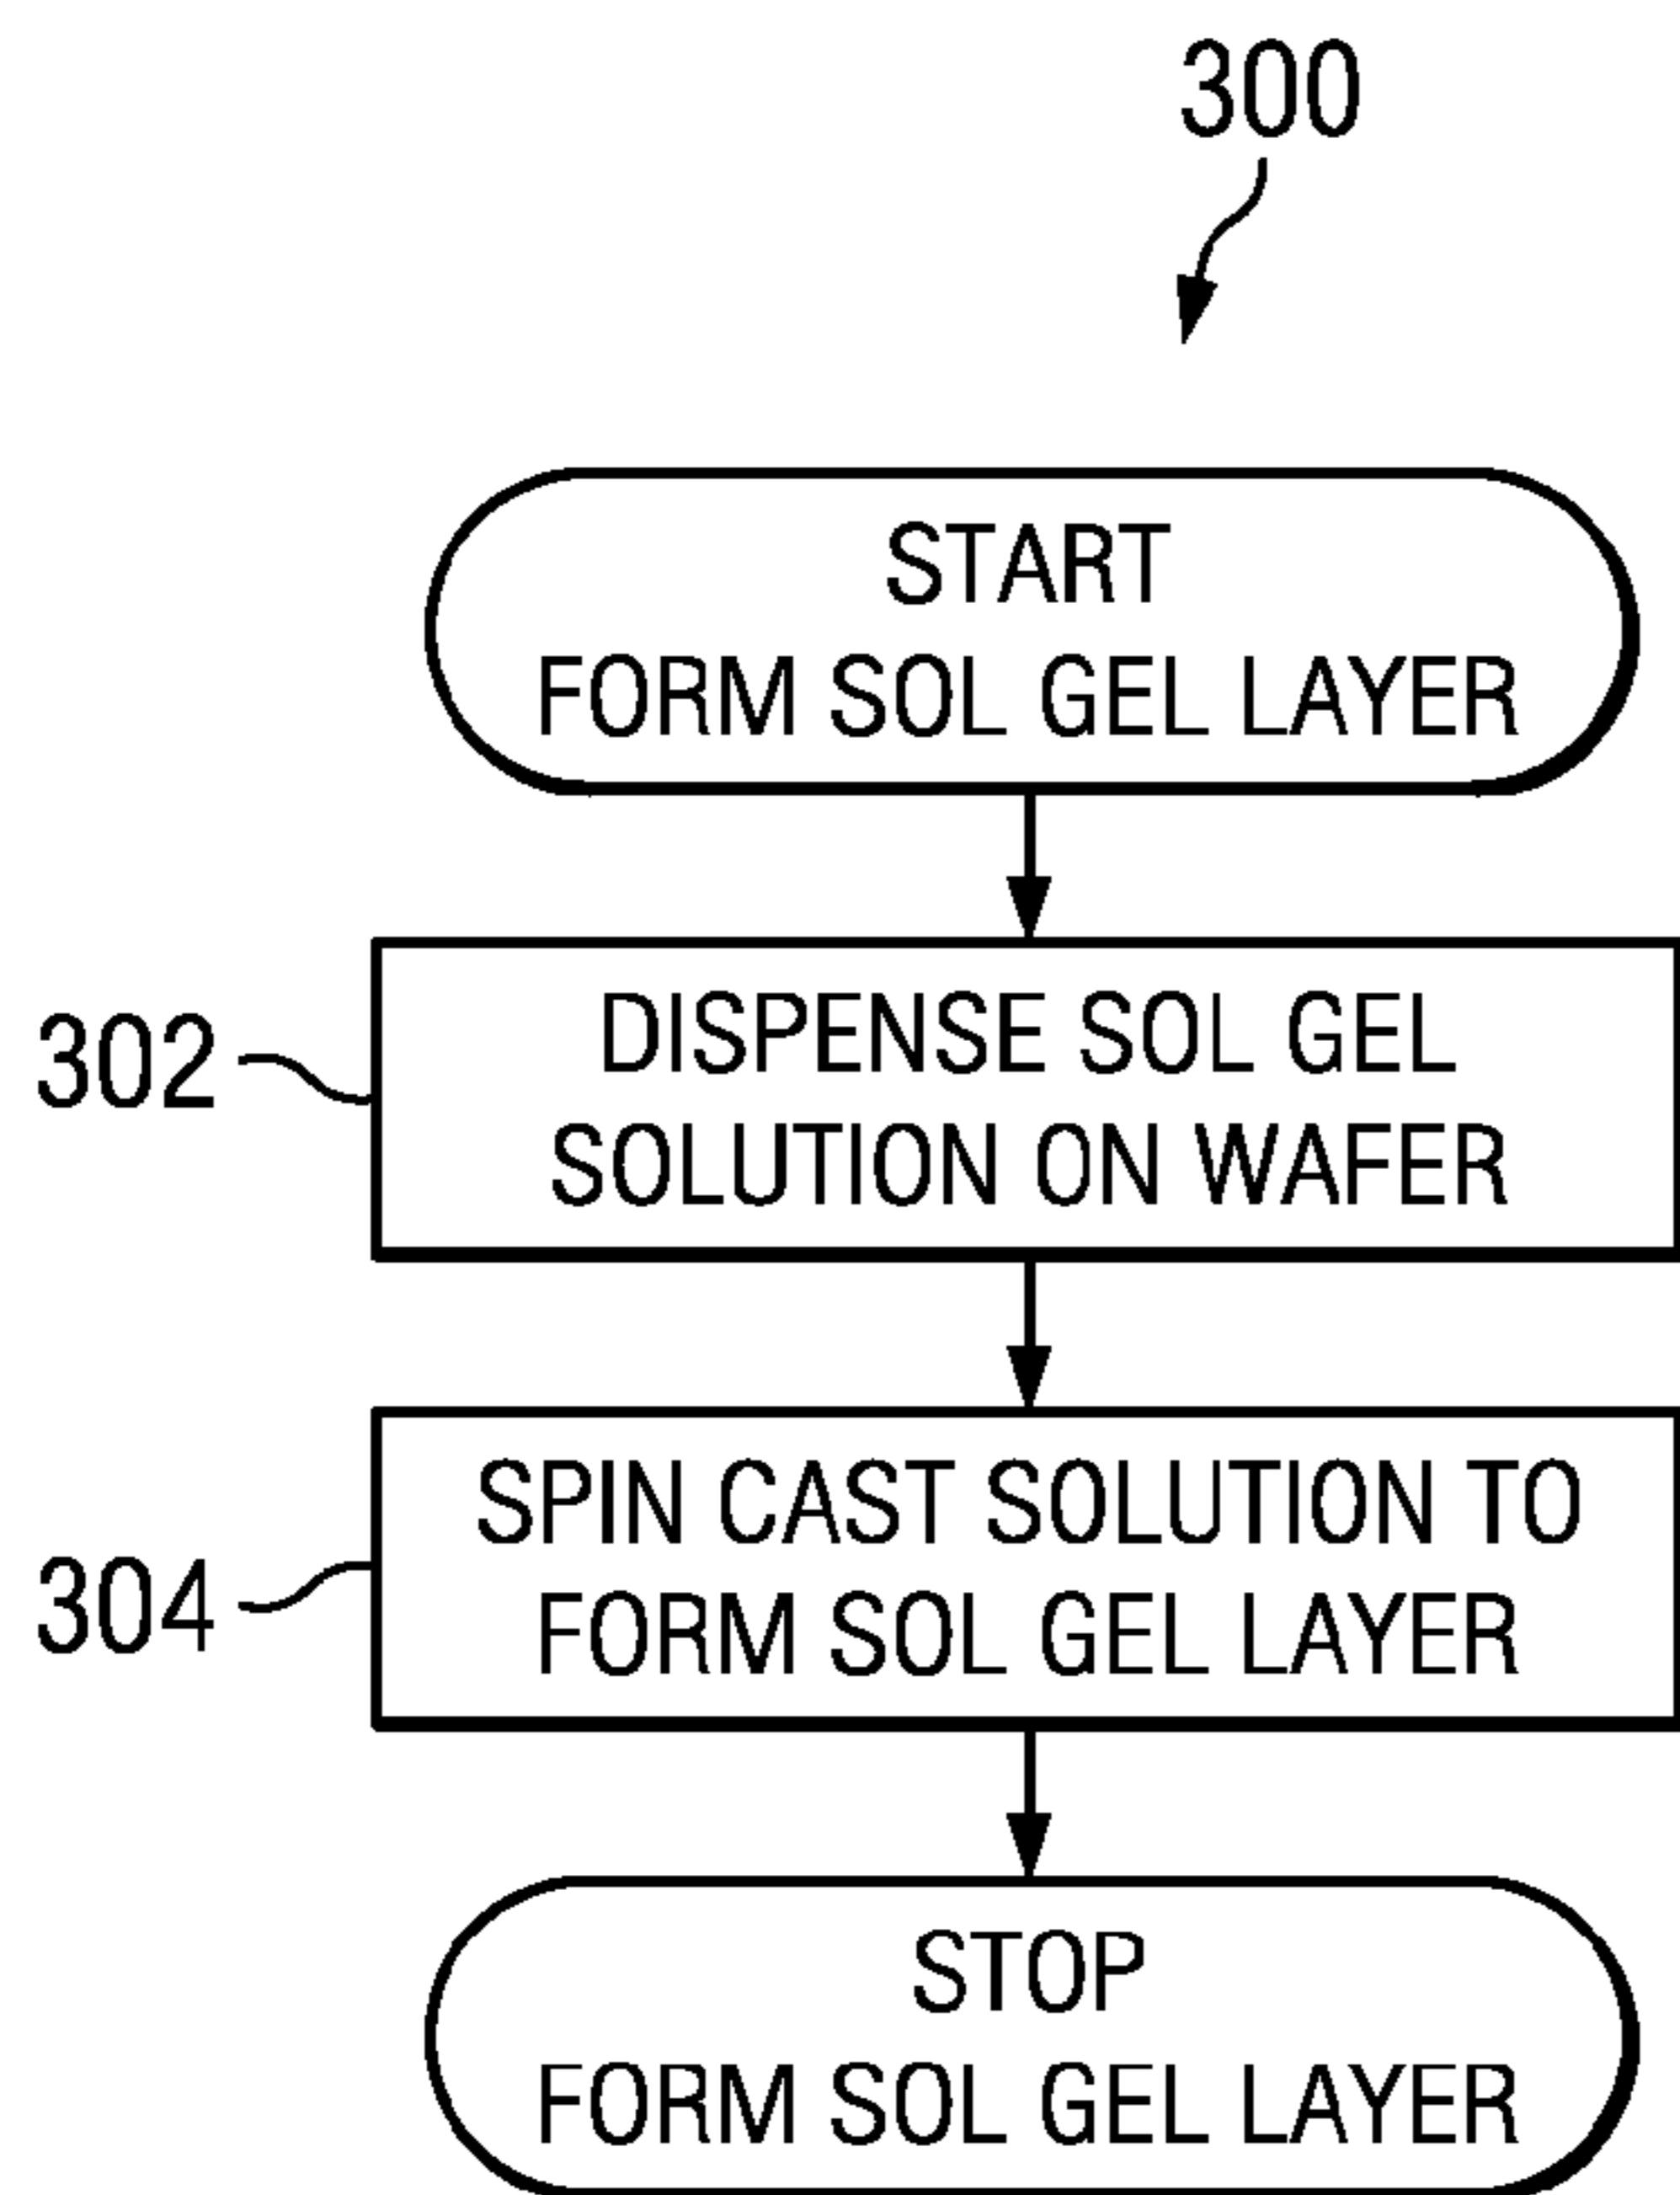 300
START
FORM SOL GEL LAYER
302
DISPENSE SOL GEL
SOLUTION ON WAFER
304
SPIN CAST SOLUTION TO
FORM SOL GEL LAYER
STOP
FORM SOL GEL LAYER